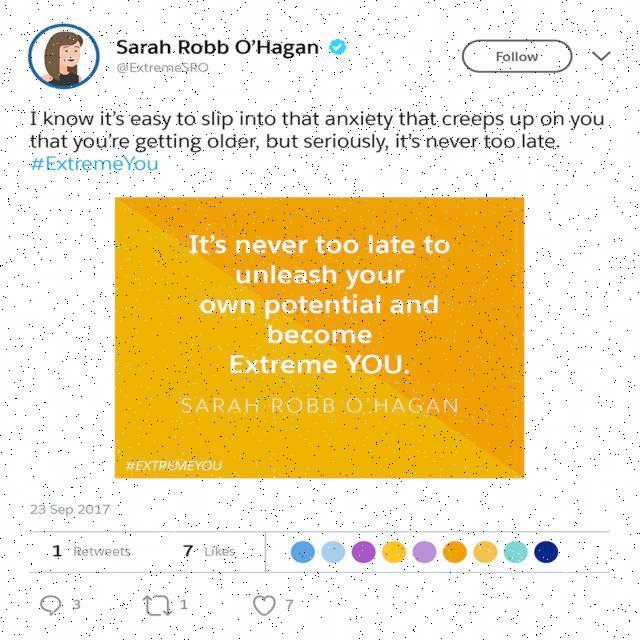 Sarah Robb O'Hagan
@ExtremeSRO
Follow
I know it's easy to slip into that anxiety that creeps up on you
that you're getting older, but seriously, it's never too late.
#ExtremeYou
It's never too late to
unleash your
own potential and
become
Extreme YOU.
SARAH ROBB O'HAGAN
#EXTREMEYOU
23 Sep 2017
1 Retweets 7 Likes
3 1 7